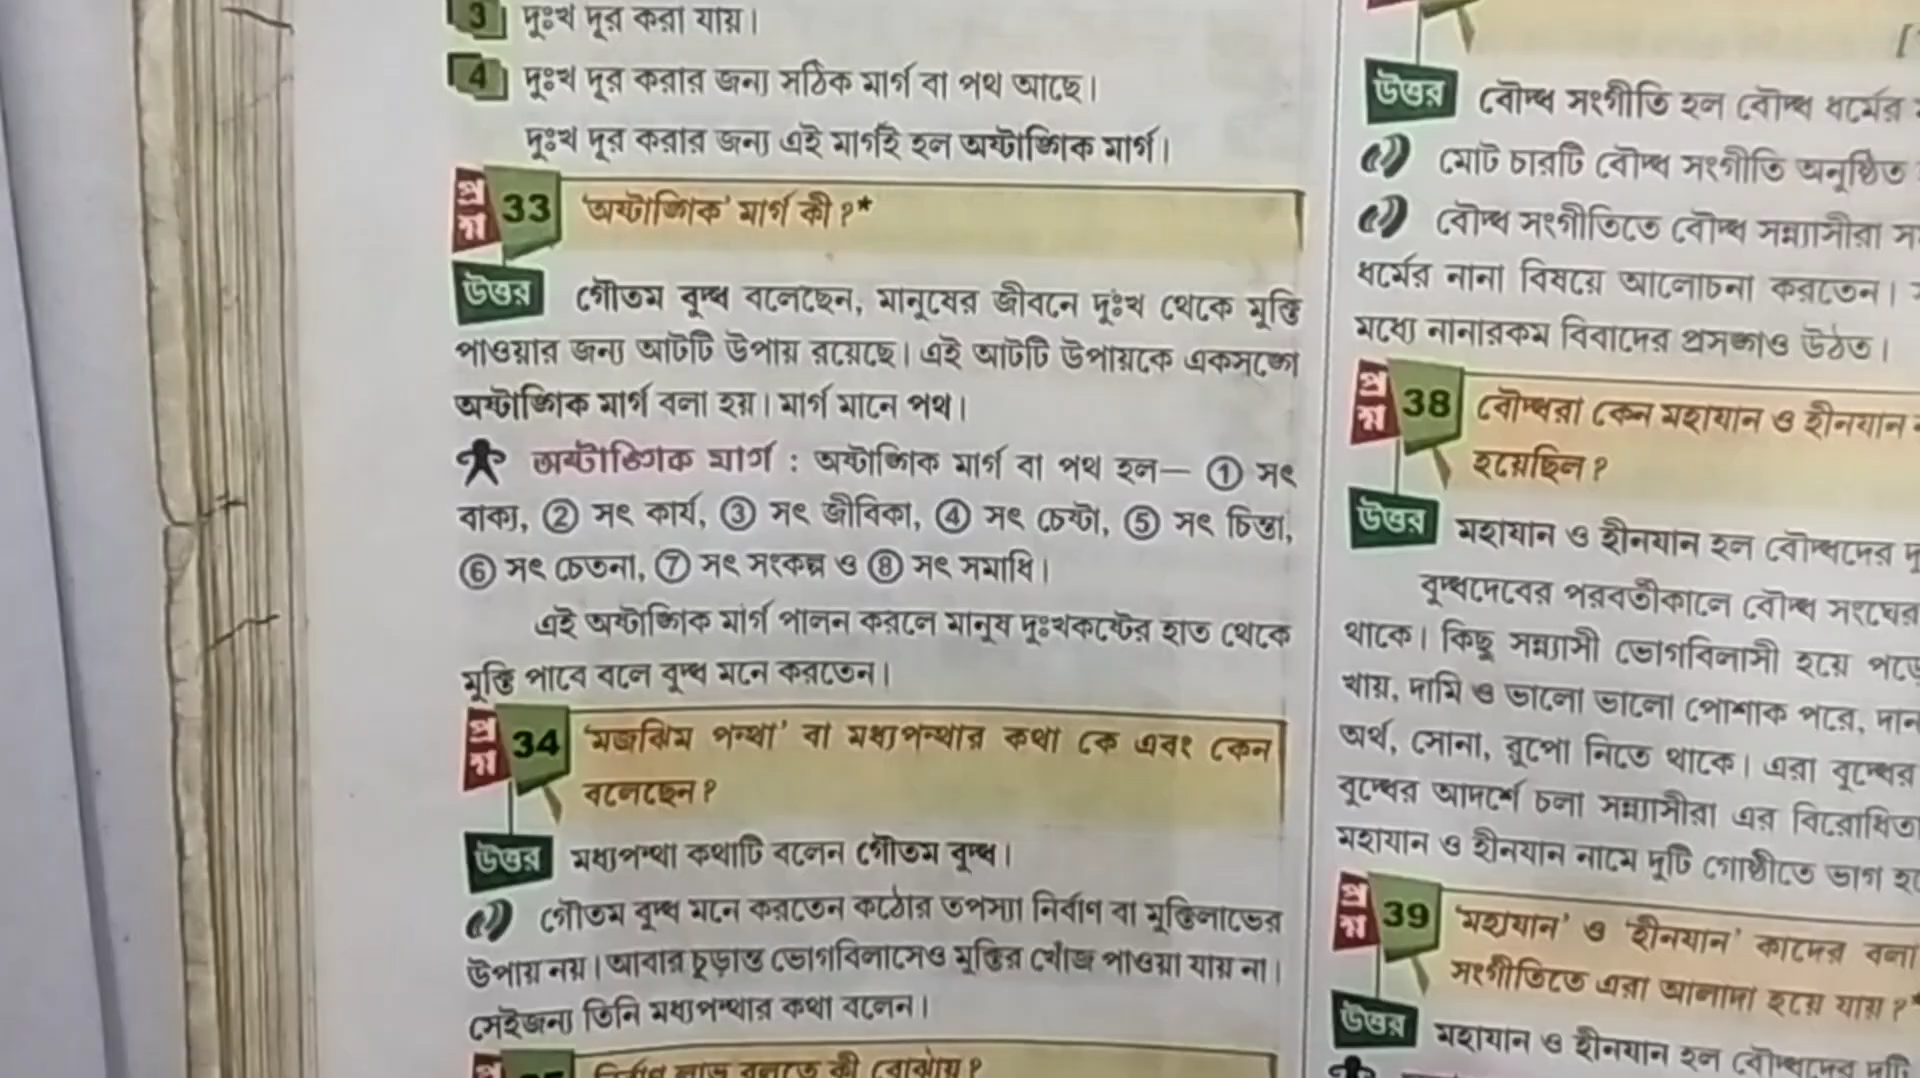 3 দুঃখ দূর করা যায়।
4 দুঃখ দূর করার জন্য সঠিক মার্গ বা পথ আছে।
দুঃখ দূর করার জন্য এই মার্গই হল অষ্টাঙ্গিক মার্গ।
প্রশ্ন 33 'অষ্টাঙ্গিক' মার্গ কী?*
উত্তর গৌতম বুদ্ধ বলেছেন, মানুষের জীবনে দুঃখ থেকে মুক্তি
পাওয়ার জন্য আটটি উপায় রয়েছে। এই আটটি উপায়কে একসঙ্গে
অষ্টাঙ্গিক মার্গ বলা হয়। মার্গ মানে পথ।
অষ্টাঙ্গিক মার্গ : অষ্টাঙ্গিক মার্গ বা পথ হল— ① সৎ
বাক্য, ② সৎ কার্য, ③ সৎ জীবিকা, ④ সৎ চেষ্টা, ⑤ সৎ চিন্তা,
⑥ সৎ চেতনা, ⑦ সৎ সংকল্প ও ⑧ সৎ সমাধি।
এই অষ্টাঙ্গিক মার্গ পালন করলে মানুষ দুঃখকষ্টের হাত থেকে
মুক্তি পাবে বলে বুদ্ধ মনে করতেন।
প্রশ্ন 34 'মজঝিম পন্থা' বা মধ্যপন্থার কথা কে এবং কেন
বলেছেন?
উত্তর মধ্যপন্থা কথাটি বলেন গৌতম বুদ্ধ।
গৌতম বুদ্ধ মনে করতেন কঠোর তপস্যা নির্বাণ বা মুক্তিলাভের
উপায় নয়। আবার চূড়ান্ত ভোগবিলাসেও মুক্তির খোঁজ পাওয়া যায় না।
সেইজন্য তিনি মধ্যপন্থার কথা বলেন।
নির্বাণ লাভ বলতে কী বোঝায়?
উত্তর বৌদ্ধ সংগীতি হল বৌদ্ধ ধর্মের
মোট চারটি বৌদ্ধ সংগীতি অনুষ্ঠিত
বৌদ্ধ সংগীতিতে বৌদ্ধ সন্ন্যাসীরা
ধর্মের নানা বিষয়ে আলোচনা করতেন।
মধ্যে নানারকম বিবাদের প্রসঙ্গও উঠত।
প্রশ্ন 38 বৌদ্ধরা কেন মহাযান ও হীনযান
হয়েছিল?
উত্তর মহাযান ও হীনযান হল বৌদ্ধদের
বুদ্ধদেবের পরবর্তীকালে বৌদ্ধ সংঘের
থাকে। কিছু সন্ন্যাসী ভোগবিলাসী হয়ে পড়ে
খায়, দামি ও ভালো ভালো পোশাক পরে, দান
অর্থ, সোনা, রুপো নিতে থাকে। এরা বুদ্ধের
বুদ্ধের আদর্শে চলা সন্ন্যাসীরা এর বিরোধিতা
মহাযান ও হীনযান নামে দুটি গোষ্ঠীতে ভাগ
প্রশ্ন 39 'মহাযান' ও 'হীনযান' কাদের বলা
সংগীতিতে এরা আলাদা হয়ে যায়?
উত্তর মহাযান ও হীনযান হল বৌদ্ধদের দুটি